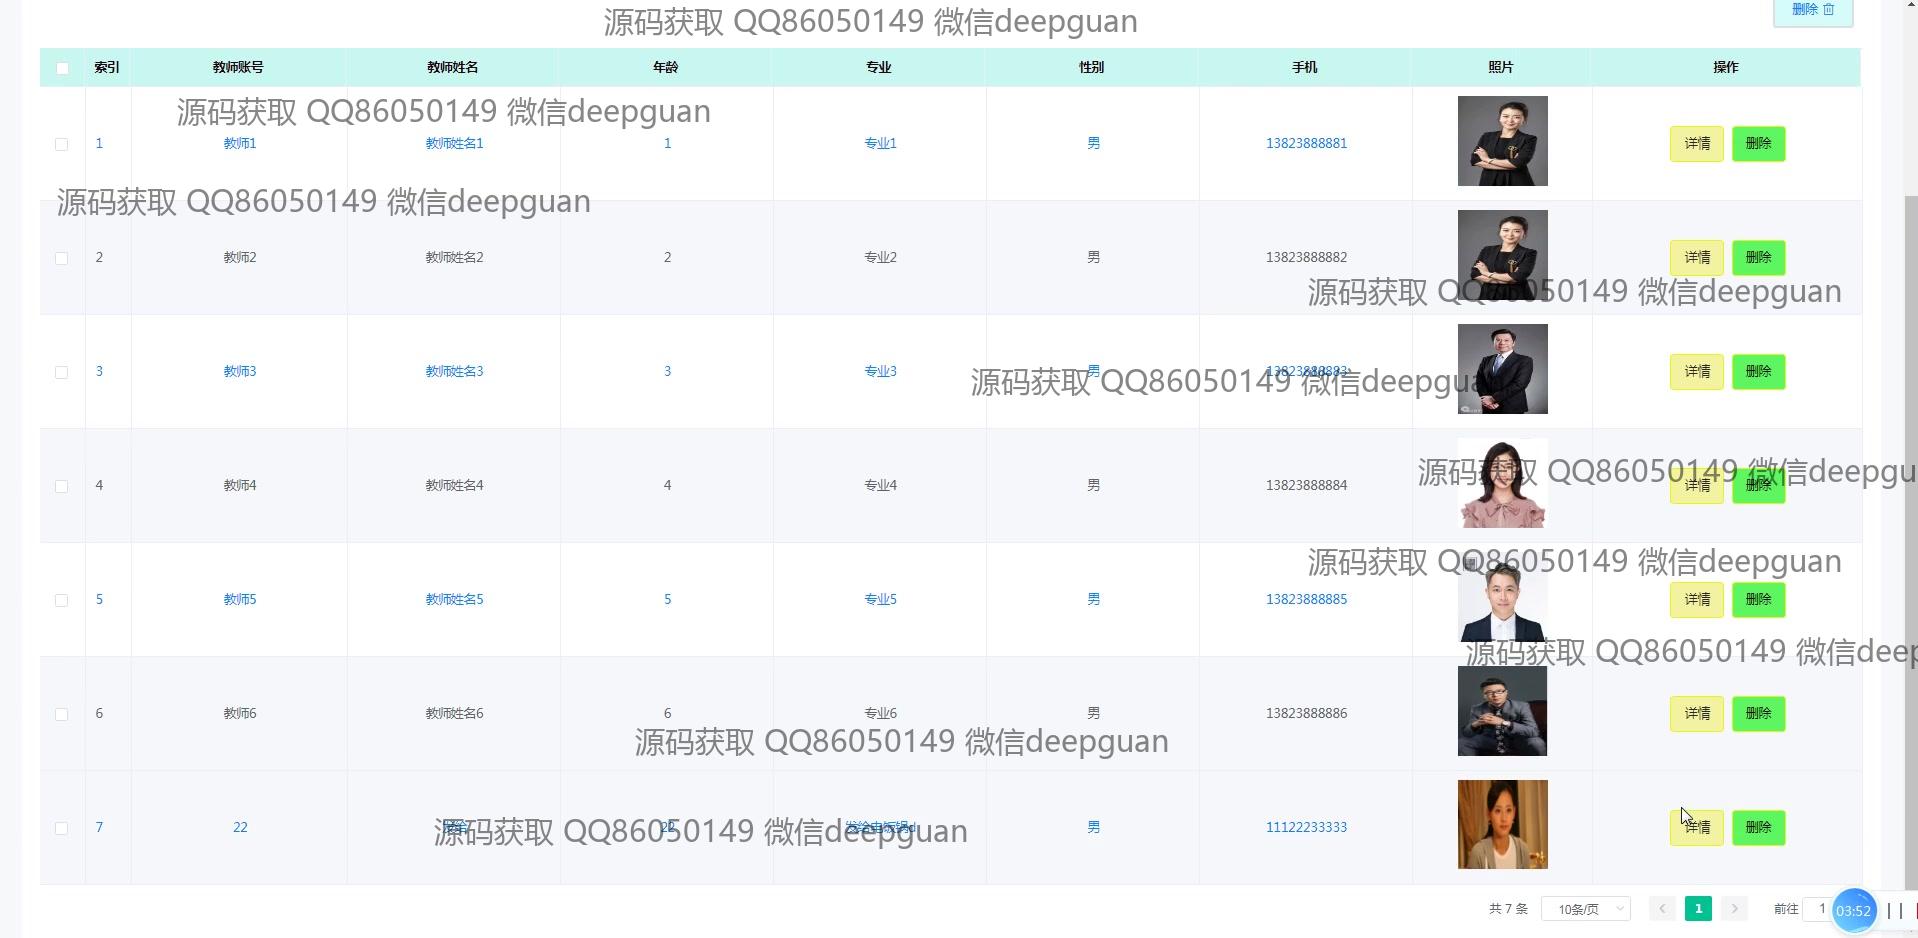 删除
源码获取 QQ86050149 微信deepguan
索引 教师账号 教师姓名 年龄 专业 性别 手机 照片 操作
源码获取 QQ86050149 微信deepguan
1 教师1 教师姓名1 1 专业1 男 13823888881 详情 删除
源码获取 QQ86050149 微信deepguan
2 教师2 教师姓名2 2 专业2 男 13823888882 详情 删除
源码获取 QQ86050149 微信deepguan
3 教师3 教师姓名3 3 专业3 男 13823888883 详情 删除
源码获取 QQ86050149 微信deepguan
源码获取 QQ86050149 微信deepgu
4 教师4 教师姓名4 4 专业4 男 13823888884 详情 删除
源码获取 QQ86050149 微信deepguan
5 教师5 教师姓名5 5 专业5 男 13823888885 详情 删除
源码获取 QQ86050149 微信deep
6 教师6 教师姓名6 6 专业6 男 13823888886 详情 删除
源码获取 QQ86050149 微信deepguan
7 22 22 男 11122233333 详情 删除
源码获取 QQ86050149 微信deepguan
共 7 条 10条/页 1 前往 1 03:52